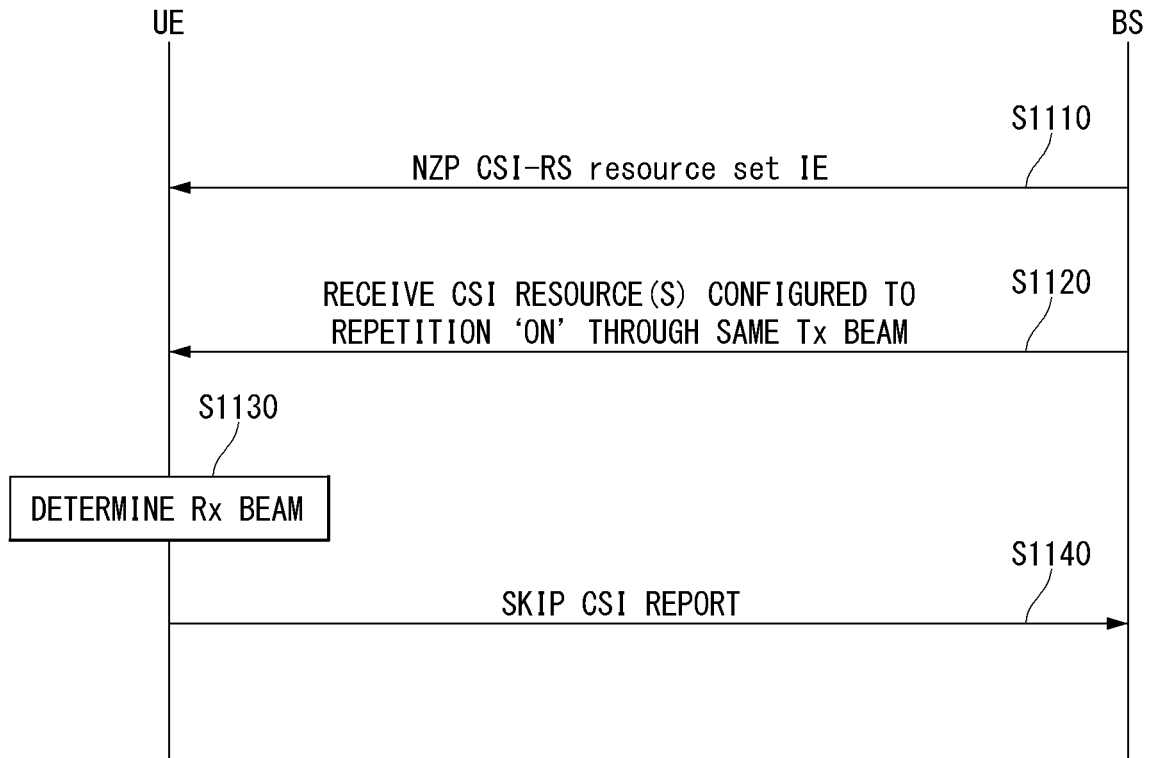 UE
BS
S1110
NZP CSI-RS resource set IE
S1120
RECEIVE CSI RESOURCE(S) CONFIGURED TO
REPETITION ‘ON’ THROUGH SAME Tx BEAM
S1130
DETERMINE Rx BEAM
S1140
SKIP CSI REPORT